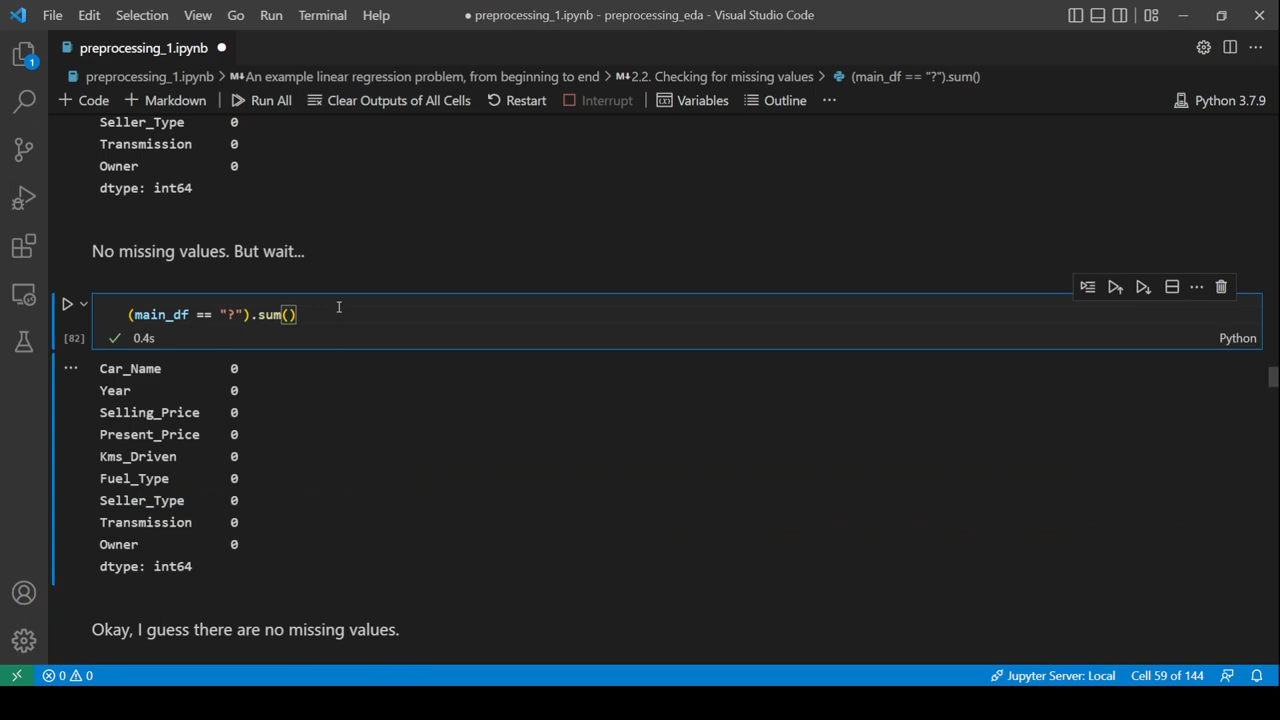 File Edit Selection View Go Run Terminal Help ● preprocessing_1.ipynb - preprocessing_eda - Visual Studio Code
preprocessing_1.ipynb ●
1
preprocessing_1.ipynb > M↓An example linear regression problem, from beginning to end > M↓2.2. Checking for missing values > (main_df == "?").sum()
+ Code + Markdown Run All Clear Outputs of All Cells Restart Interrupt Variables Outline ··· Python 3.7.9
Seller_Type 0
Transmission 0
Owner 0
dtype: int64
No missing values. But wait...
(main_df == "?").sum()
[82] ✓ 0.4s Python
Car_Name 0
Year 0
Selling_Price 0
Present_Price 0
Kms_Driven 0
Fuel_Type 0
Seller_Type 0
Transmission 0
Owner 0
dtype: int64
Okay, I guess there are no missing values.
0 0 Jupyter Server: Local Cell 59 of 144